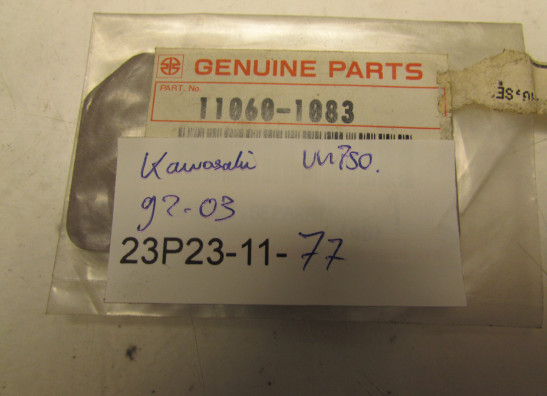 GENUINE PARTS
PART. No.
11060-1083
Kawasaki VN750.
92-03
23P23-11-77